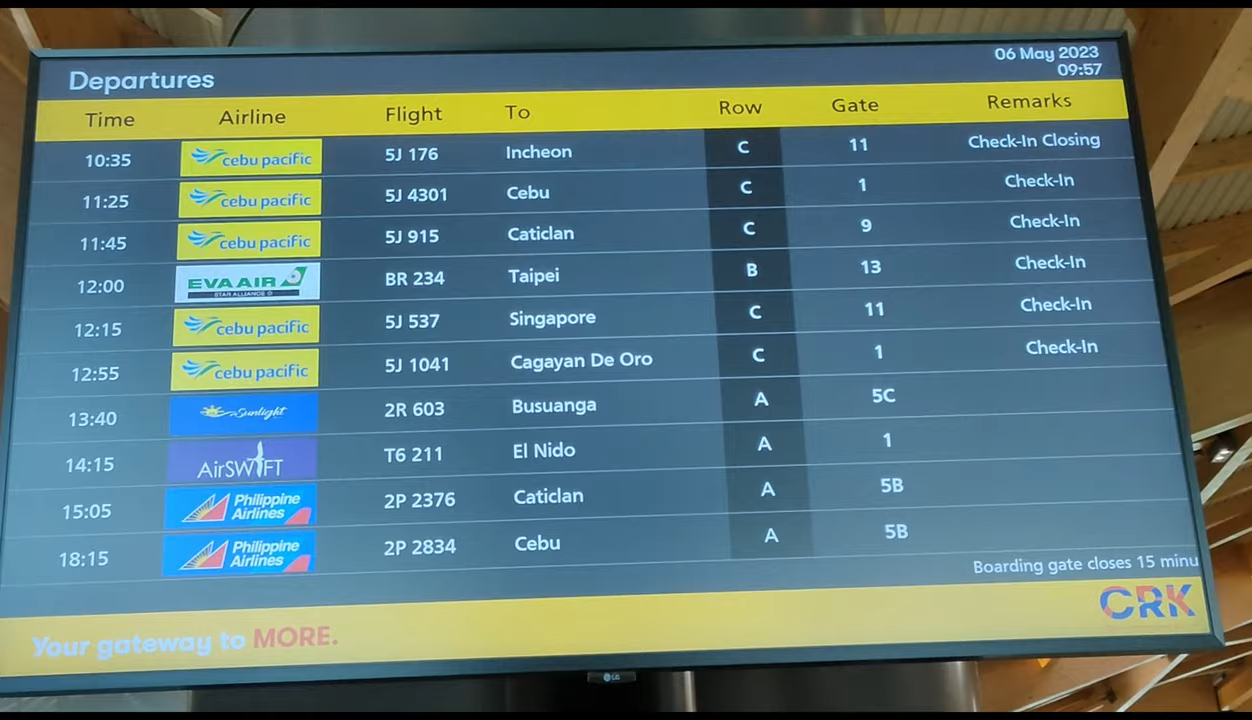 Departures
06 May 2023
09:57
Time Airline Flight To Row Gate Remarks
10:35 cebu pacific 5J 176 Incheon C 11 Check-In Closing
11:25 cebu pacific 5J 4301 Cebu C 1 Check-In
11:45 cebu pacific 5J 915 Caticlan C 9 Check-In
12:00 EVA AIR STAR ALLIANCE BR 234 Taipei B 13 Check-In
12:15 cebu pacific 5J 537 Singapore C 11 Check-In
12:55 cebu pacific 5J 1041 Cagayan De Oro C 1 Check-In
13:40 Sunlight 2R 603 Busuanga A 5C
14:15 AirSWIFT T6 211 El Nido A 1
15:05 Philippine Airlines 2P 2376 Caticlan A 5B
18:15 Philippine Airlines 2P 2834 Cebu A 5B
Boarding gate closes 15 minu
Your gateway to MORE.
CRK
LG